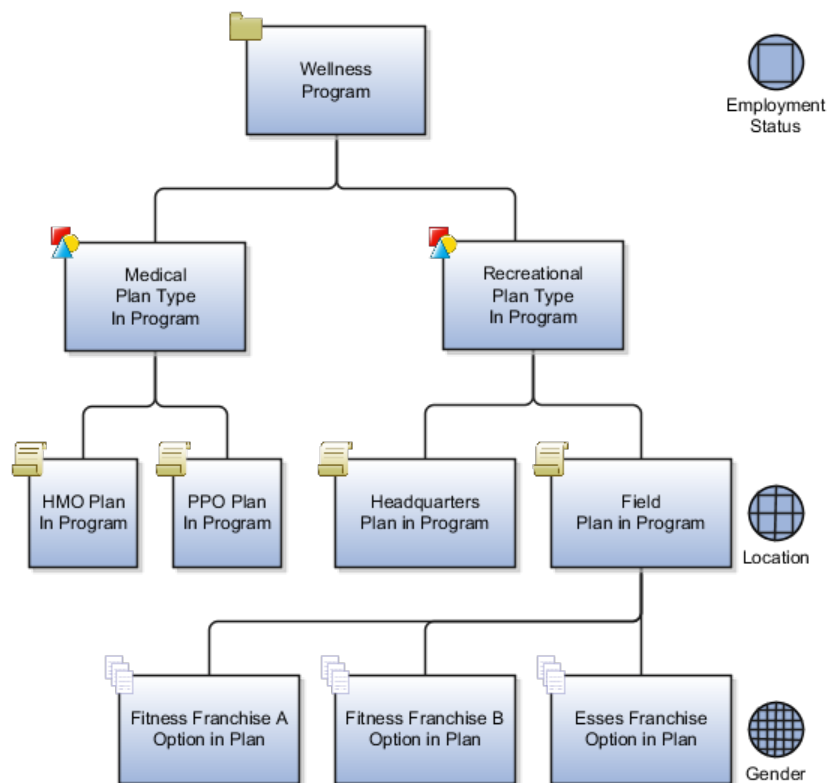 Wellness
Program
Employment
Status
Medical
Plan Type
In Program
Recreational
Plan Type
In Program
HMO Plan
In Program
PPO Plan
In Program
Headquarters
Plan in Program
Field
Plan in Program
Location
Fitness Franchise A
Option in Plan
Fitness Franchise B
Option in Plan
Esses Franchise
Option in Plan
Gender